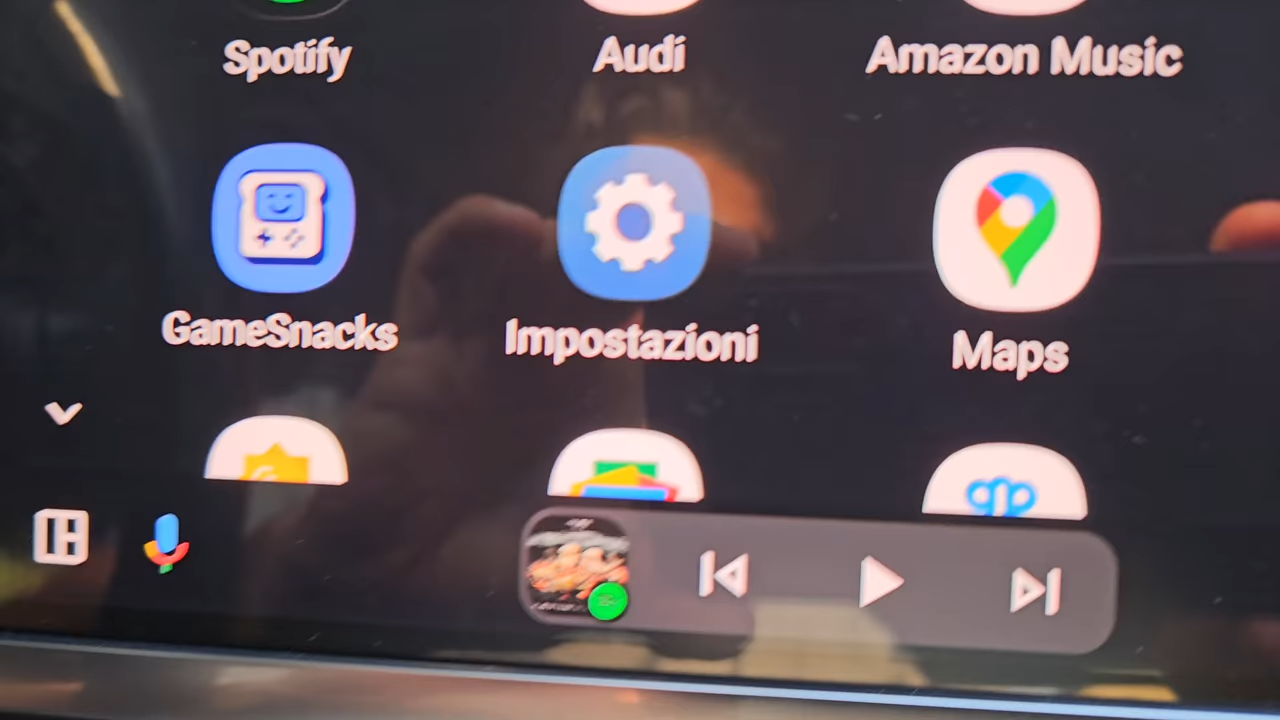 Spotify
Audi
Amazon Music
GameSnacks
Impostazioni
Maps